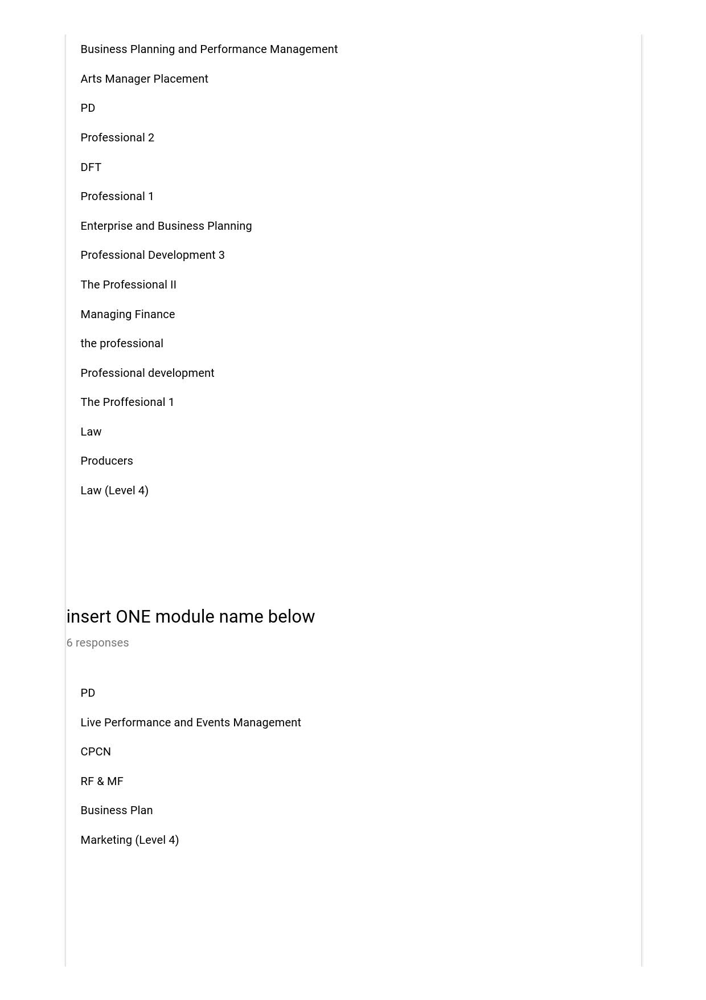 Business Planning and Performance Management
Arts Manager Placement
PD
Professional 2
DFT
Professional 1
Enterprise and Business Planning
Professional Development 3
The Professional II
Managing Finance
the professional
Professional development
The Proffesional 1
Law
Producers
Law (Level 4)
insert ONE module name below
6 responses
PD
Live Performance and Events Management
CPCN
RF & MF
Business Plan
Marketing (Level 4)